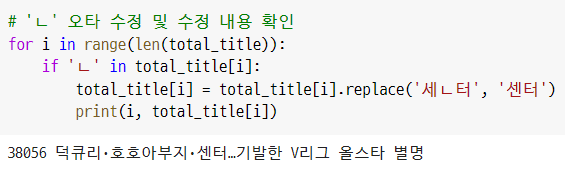 # 'ㄴ' 오타 수정 및 수정 내용 확인
for i in range(len(total_title)):
    if 'ㄴ' in total_title[i]:
        total_title[i] = total_title[i].replace('세ㄴ터', '센터')
        print(i, total_title[i])
38056 덕큐리·호호아부지·센터…기발한 V리그 올스타 별명